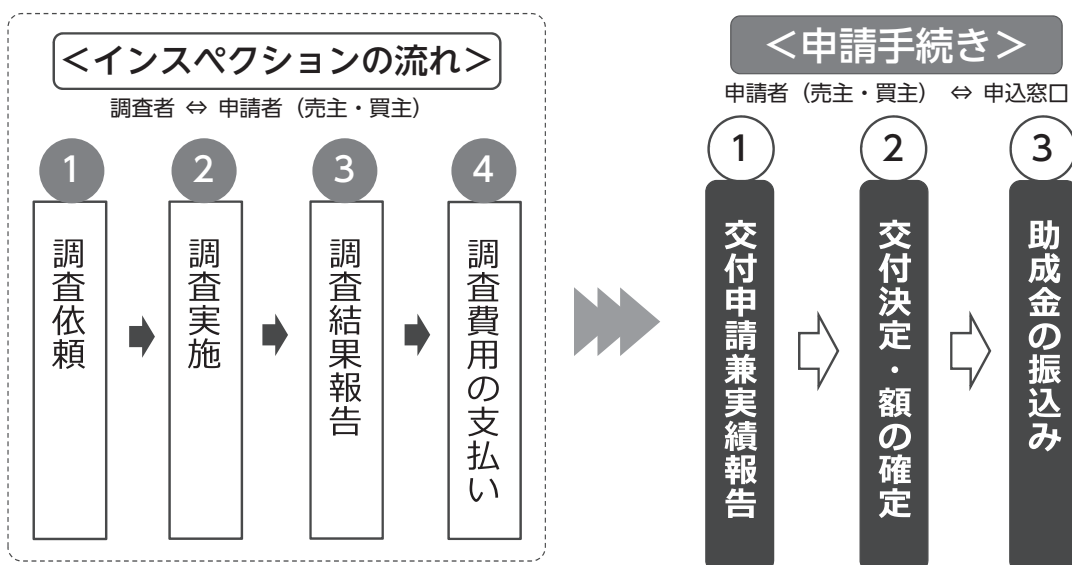 ＜インスペクションの流れ＞
調査者 ⇔ 申請者（売主・買主）
1
調査依頼
2
調査実施
3
調査結果報告
4
調査費用の支払い
＜申請手続き＞
申請者（売主・買主） ⇔ 申込窓口
1
交付申請兼実績報告
2
交付決定・額の確定
3
助成金の振込み